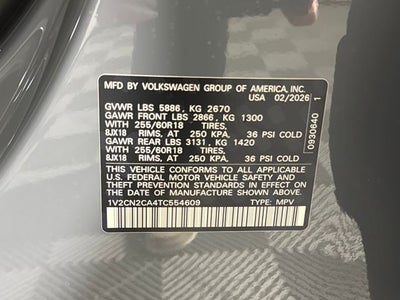 MFD BY VOLKSWAGEN GROUP OF AMERICA, INC.
USA 02/2026 1
GVWR LBS 5886, KG 2670
GAWR FRONT LBS 2866, KG 1300
WITH 255/60R18 TIRES,
8JX18 RIMS, AT 250 KPA. 36 PSI COLD
GAWR REAR LBS 3131, KG 1420
WITH 255/60R18 TIRES,
8JX18 RIMS, AT 250 KPA. 36 PSI COLD
THIS VEHICLE CONFORMS TO ALL APPLICABLE
U.S. FEDERAL MOTOR VEHICLE SAFETY
STANDARDS IN EFFECT ON
THE DATE OF MANUFACTURE SHOWN ABOVE.
1V2CN2CA4TC554609 TYPE: MPV
0930640